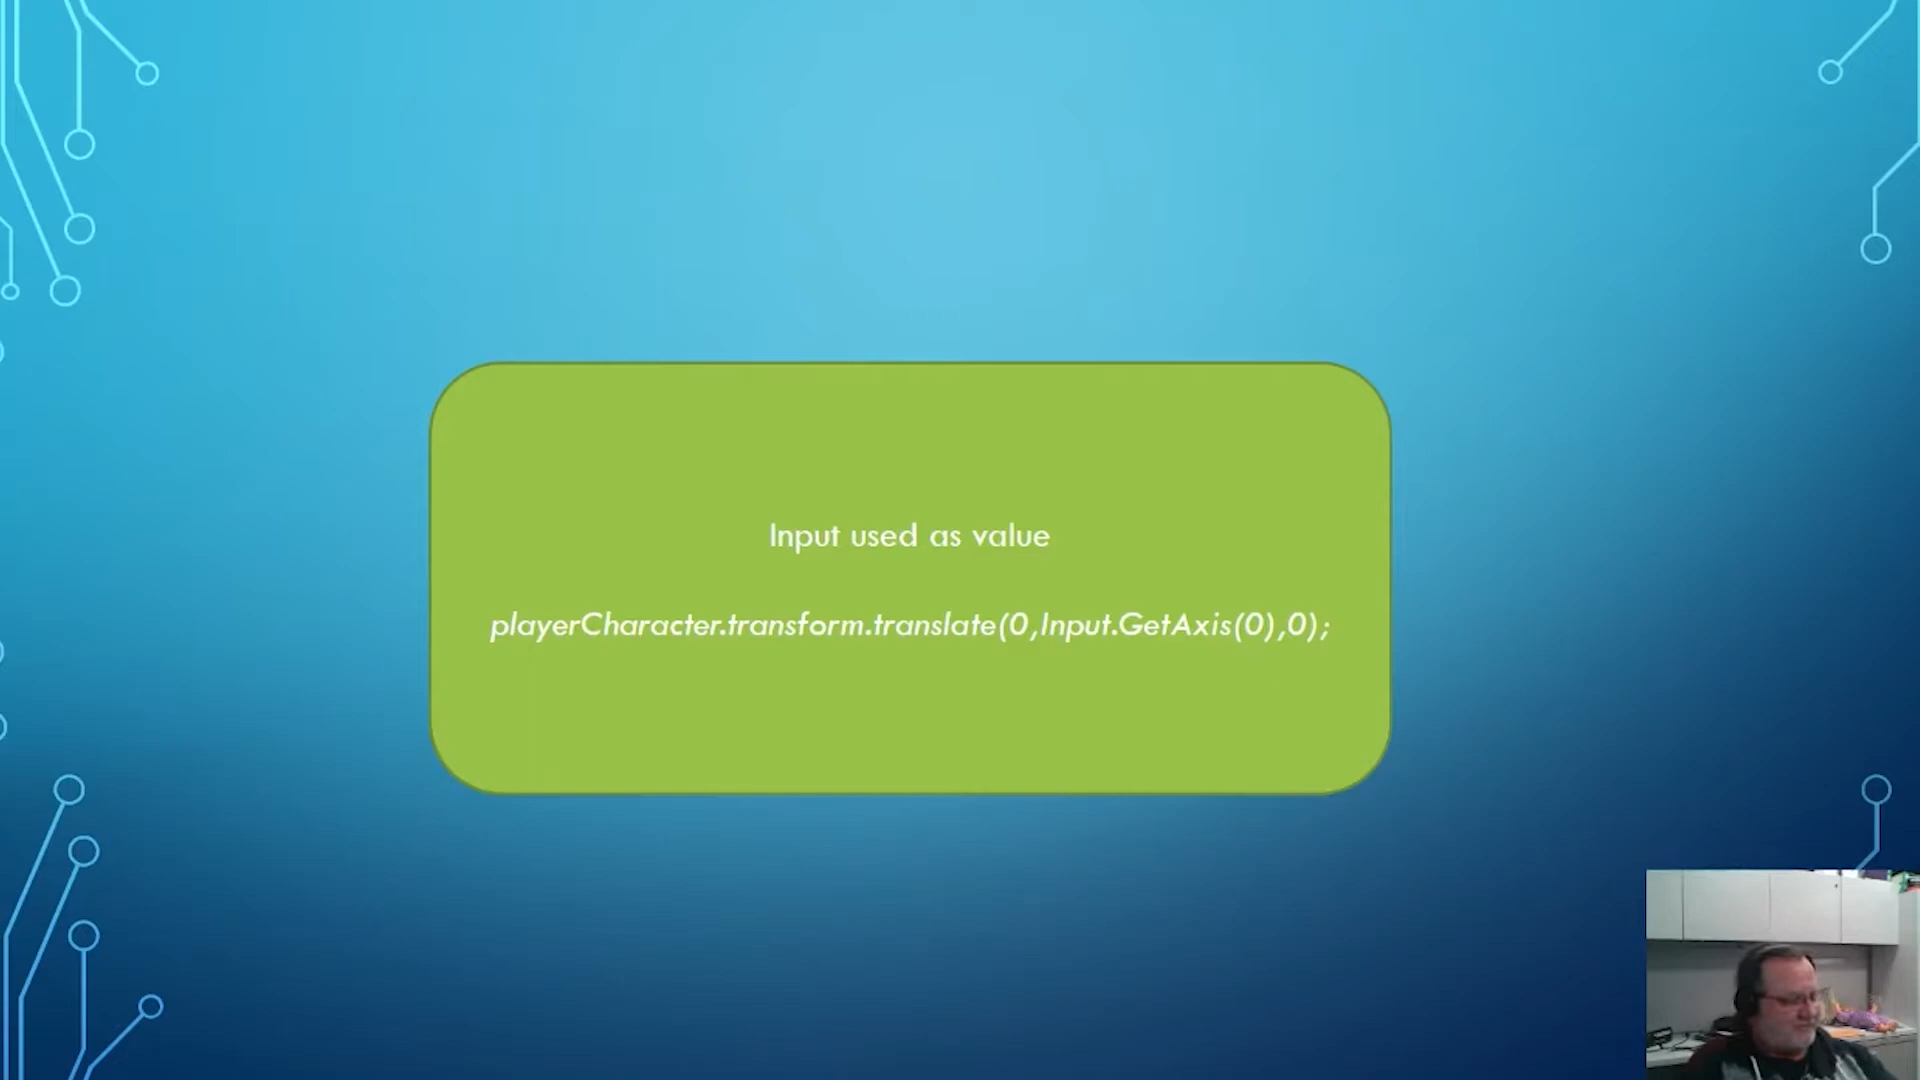 Input used as value
playerCharacter.transform.translate(0,Input.GetAxis(0),0);